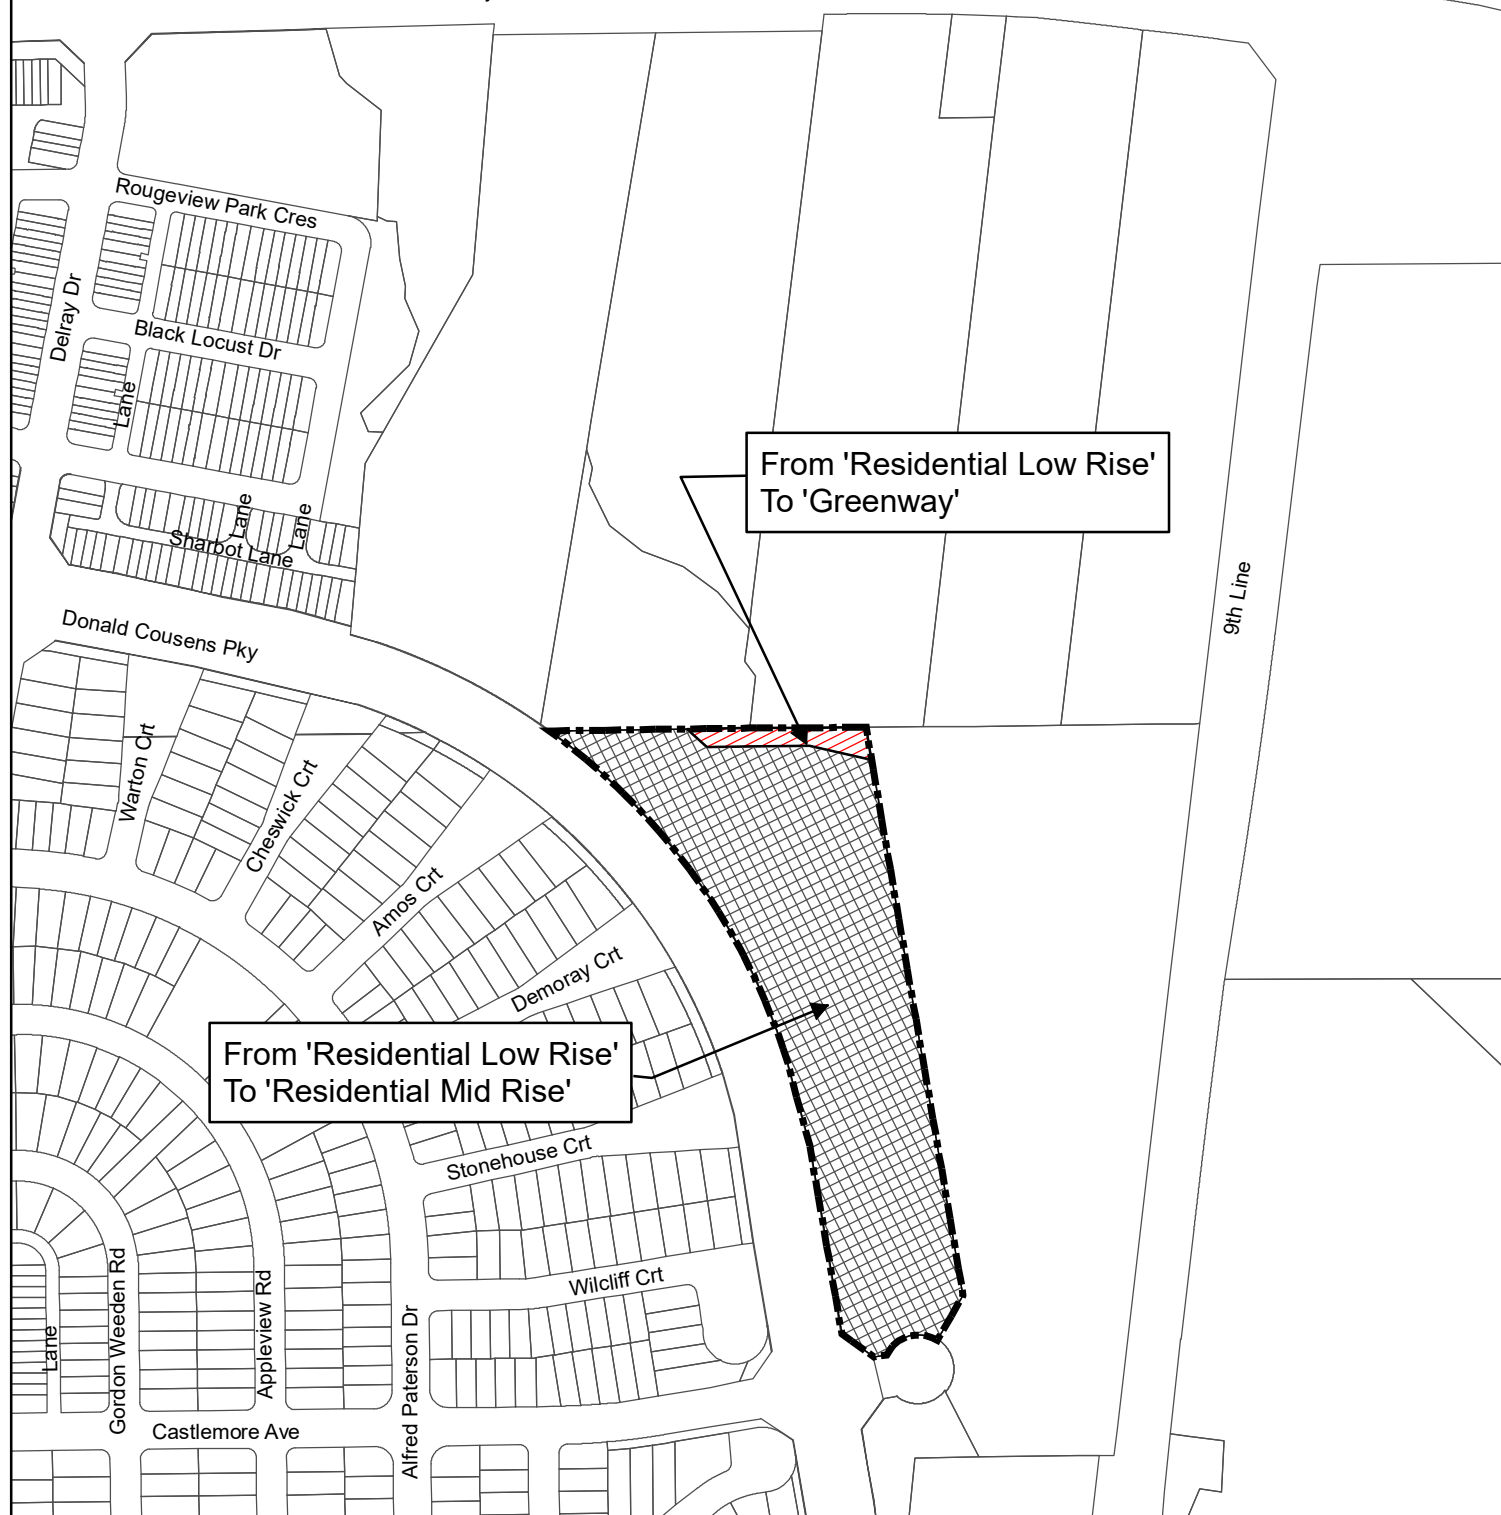 Rougeview Park Cres
Delray Dr
Black Locust Dr
Lane
From 'Residential Low Rise'
To 'Greenway'
Lane
Lane
Sharbot Lane
9th Line
Donald Cousens Pky
Warton Crt
Cheswick Crt
Amos Crt
Demoray Crt
From 'Residential Low Rise'
To 'Residential Mid Rise'
Stonehouse Crt
Wilcliff Crt
Lane
Gordon Weeden Rd
Appleview Rd
Alfred Paterson Dr
Castlemore Ave